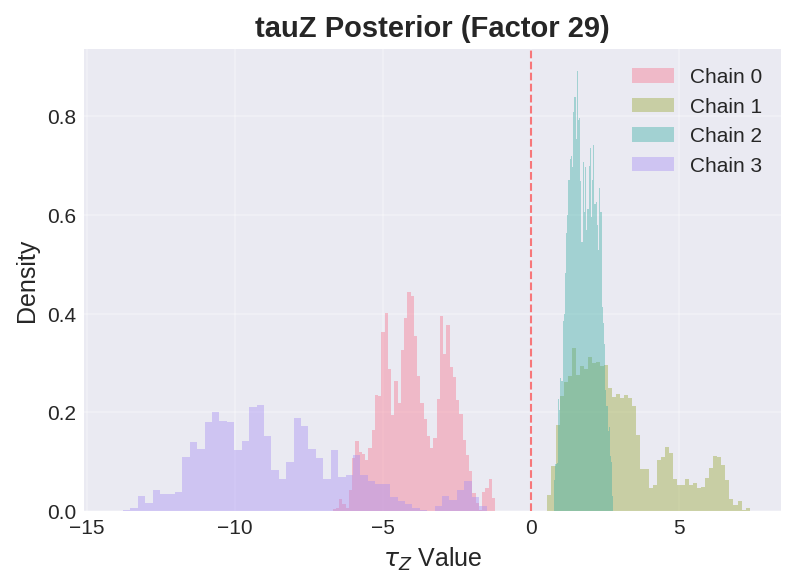 tauZ Posterior (Factor 29)
Chain 0
Chain 1
Chain 2
Chain 3
Density
0.8
0.6
0.4
0.2
0.0
−15
−10
−5
0
5
τ_Z Value